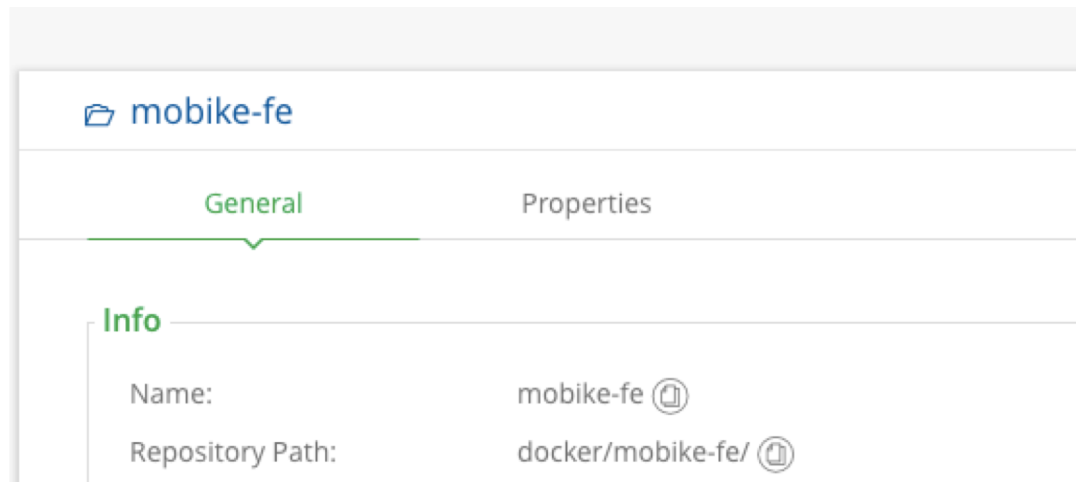 mobike-fe
General Properties
Info
Name: mobike-fe
Repository Path: docker/mobike-fe/